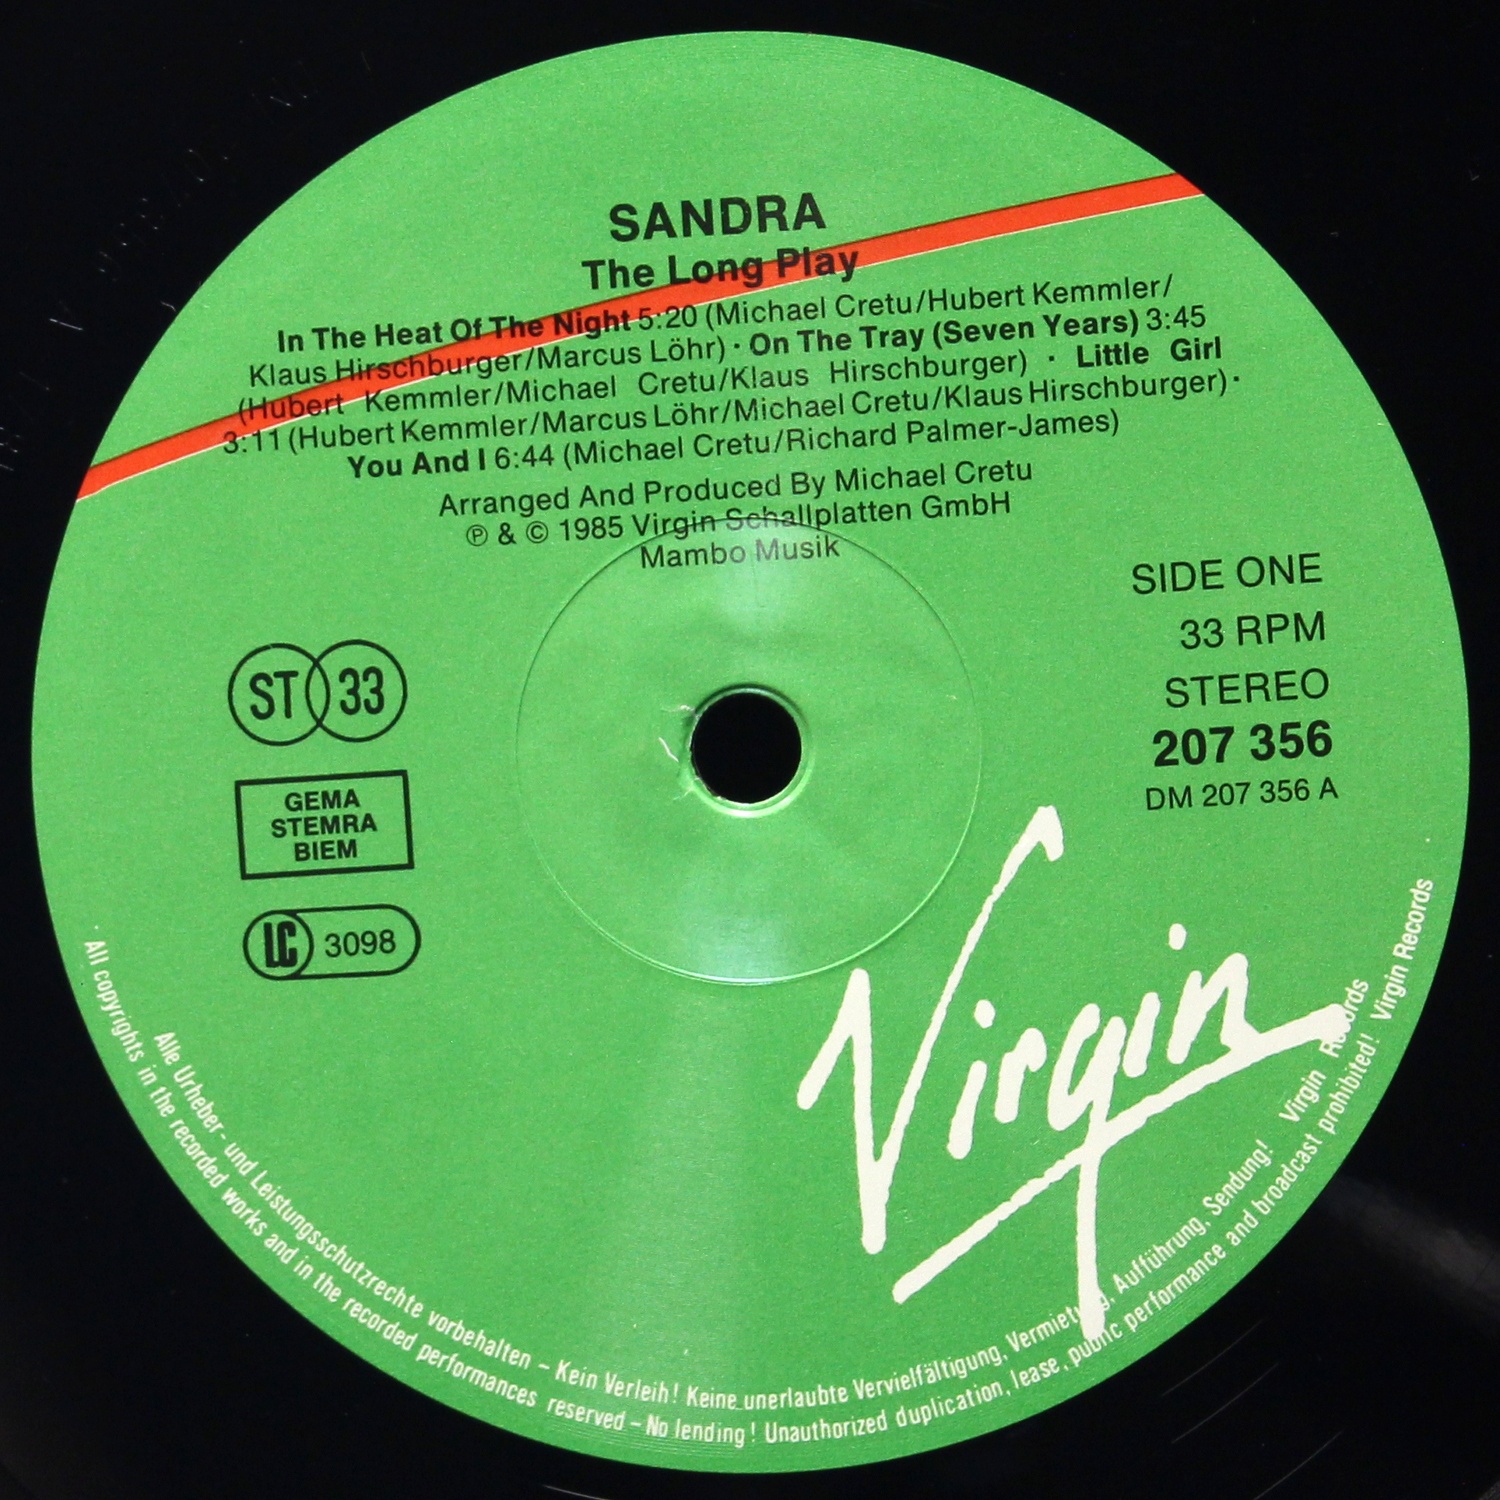 SANDRA
The Long Play
In The Heat Of The Night 5:20 (Michael Cretu/Hubert Kemmler/
Klaus Hirschburger/Marcus Löhr) · On The Tray (Seven Years) 3:45
(Hubert Kemmler/Michael Cretu/Klaus Hirschburger) · Little Girl
3:11 (Hubert Kemmler/Marcus Löhr/Michael Cretu/Klaus Hirschburger) ·
You And I 6:44 (Michael Cretu/Richard Palmer-James)
Arranged And Produced By Michael Cretu
℗ & © 1985 Virgin Schallplatten GmbH
Mambo Musik
SIDE ONE
33 RPM
STEREO
207 356
DM 207 356 A
ST 33
GEMA
STEMRA
BIEM
LC 3098
Virgin
Alle Urheber- und Leistungsschutzrechte vorbehalten – Kein Verleih! Keine unerlaubte Vervielfältigung, Vermietung, Aufführung, Sendung! Virgin Records
All copyrights in the recorded works and in the recorded performances reserved – No lending! Unauthorized duplication, lease, public performance and broadcast prohibited! Virgin Records